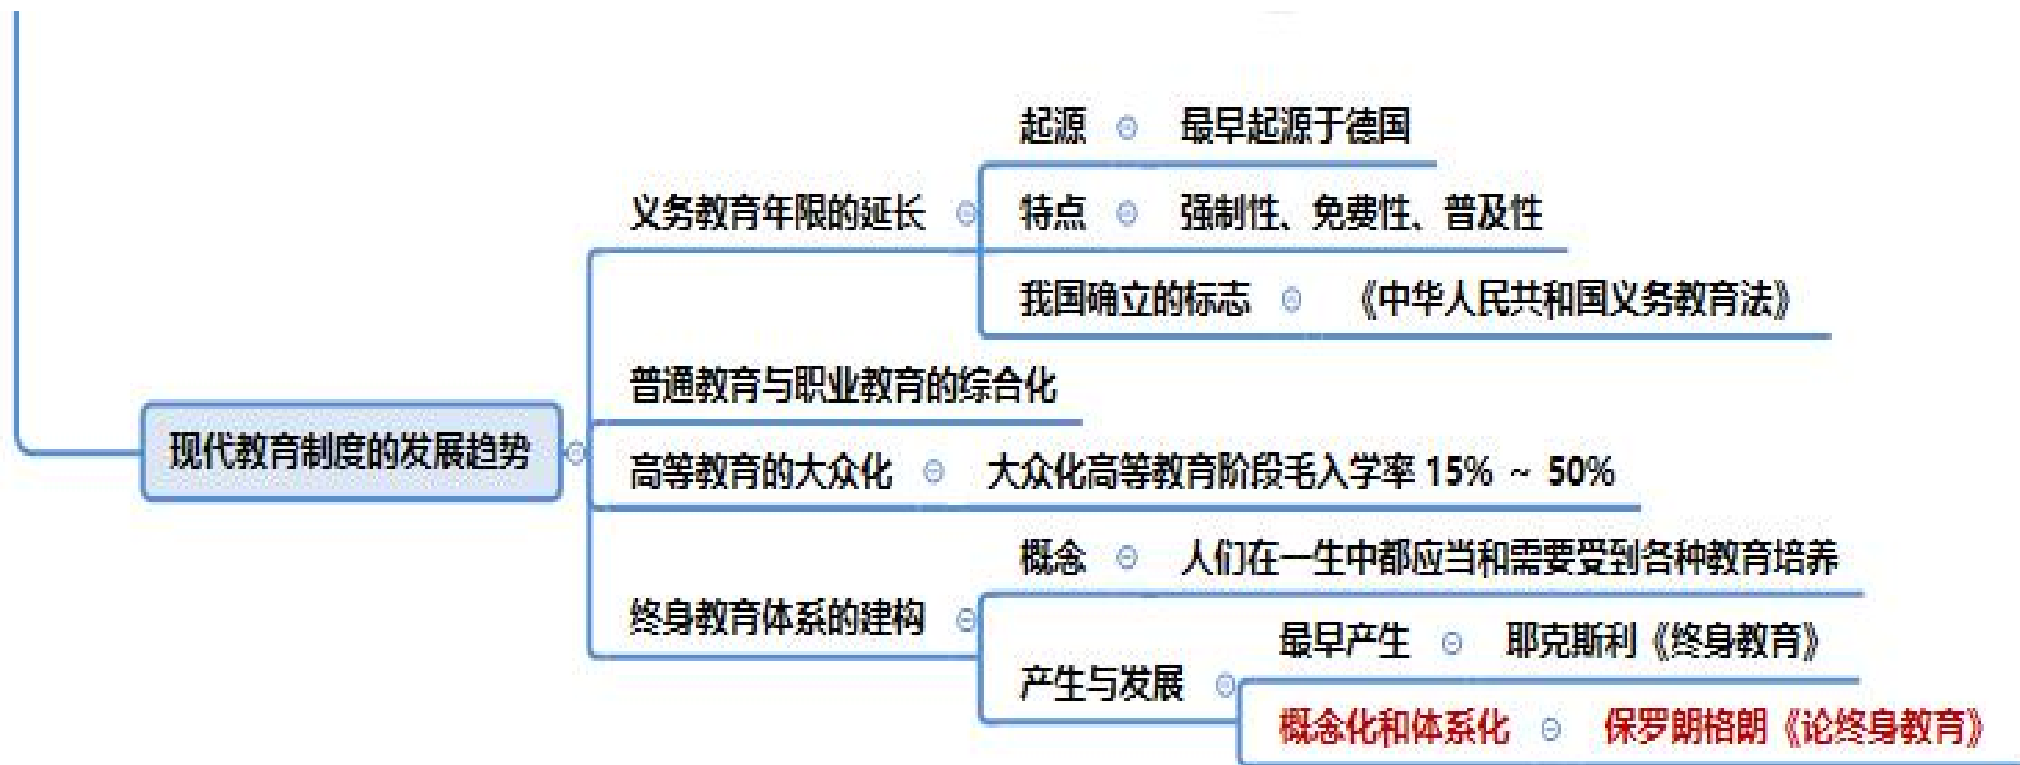 起源 最早起源于德国
义务教育年限的延长 特点 强制性、免费性、普及性
我国确立的标志 《中华人民共和国义务教育法》
普通教育与职业教育的综合化
现代教育制度的发展趋势
高等教育的大众化 大众化高等教育阶段毛入学率 15% ~ 50%
概念 人们在一生中都应当和需要受到各种教育培养
终身教育体系的建构
最早产生 耶克斯利《终身教育》
产生与发展
概念化和体系化 保罗朗格朗《论终身教育》